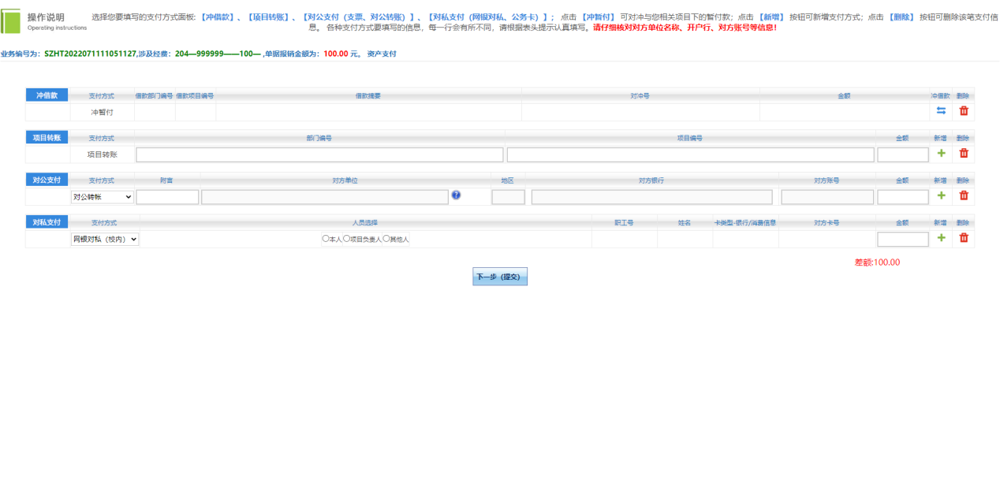 操作说明
Operating instructions
选择您要填写的支付方式面板:【冲借款】、【项目转账】、【对公支付（支票、对公转账）】、【对私支付（网银对私、公务卡）】；点击 【冲暂付】 可对冲与您相关项目下的暂付款；点击 【新增】 按钮可新增支付方式；点击 【删除】 按钮可删除该笔支付信
息。 各种支付方式要填写的信息，每一行会有所不同，请根据表头提示认真填写。请仔细核对对方单位名称、开户行、对方账号等信息！
业务编号为：SZHT2022071111051127,涉及经费：204—999999——100— ,单据报销金额为：100.00 元。 资产支付
冲借款 支付方式 借款部门编号 借款项目编号 借款摘要 对冲号 金额 冲借款 删除
冲暂付
项目转账 支付方式 部门编号 项目编号 金额 新增 删除
项目转账
对公支付 支付方式 附言 对方单位 地区 对方银行 对方账号 金额 新增 删除
对公转帐
对私支付 支付方式 人员选择 职工号 姓名 卡类型-银行/消费信息 对方卡号 金额 新增 删除
网银对私（校内） 本人 项目负责人 其他人
差额:100.00
下一步（提交）